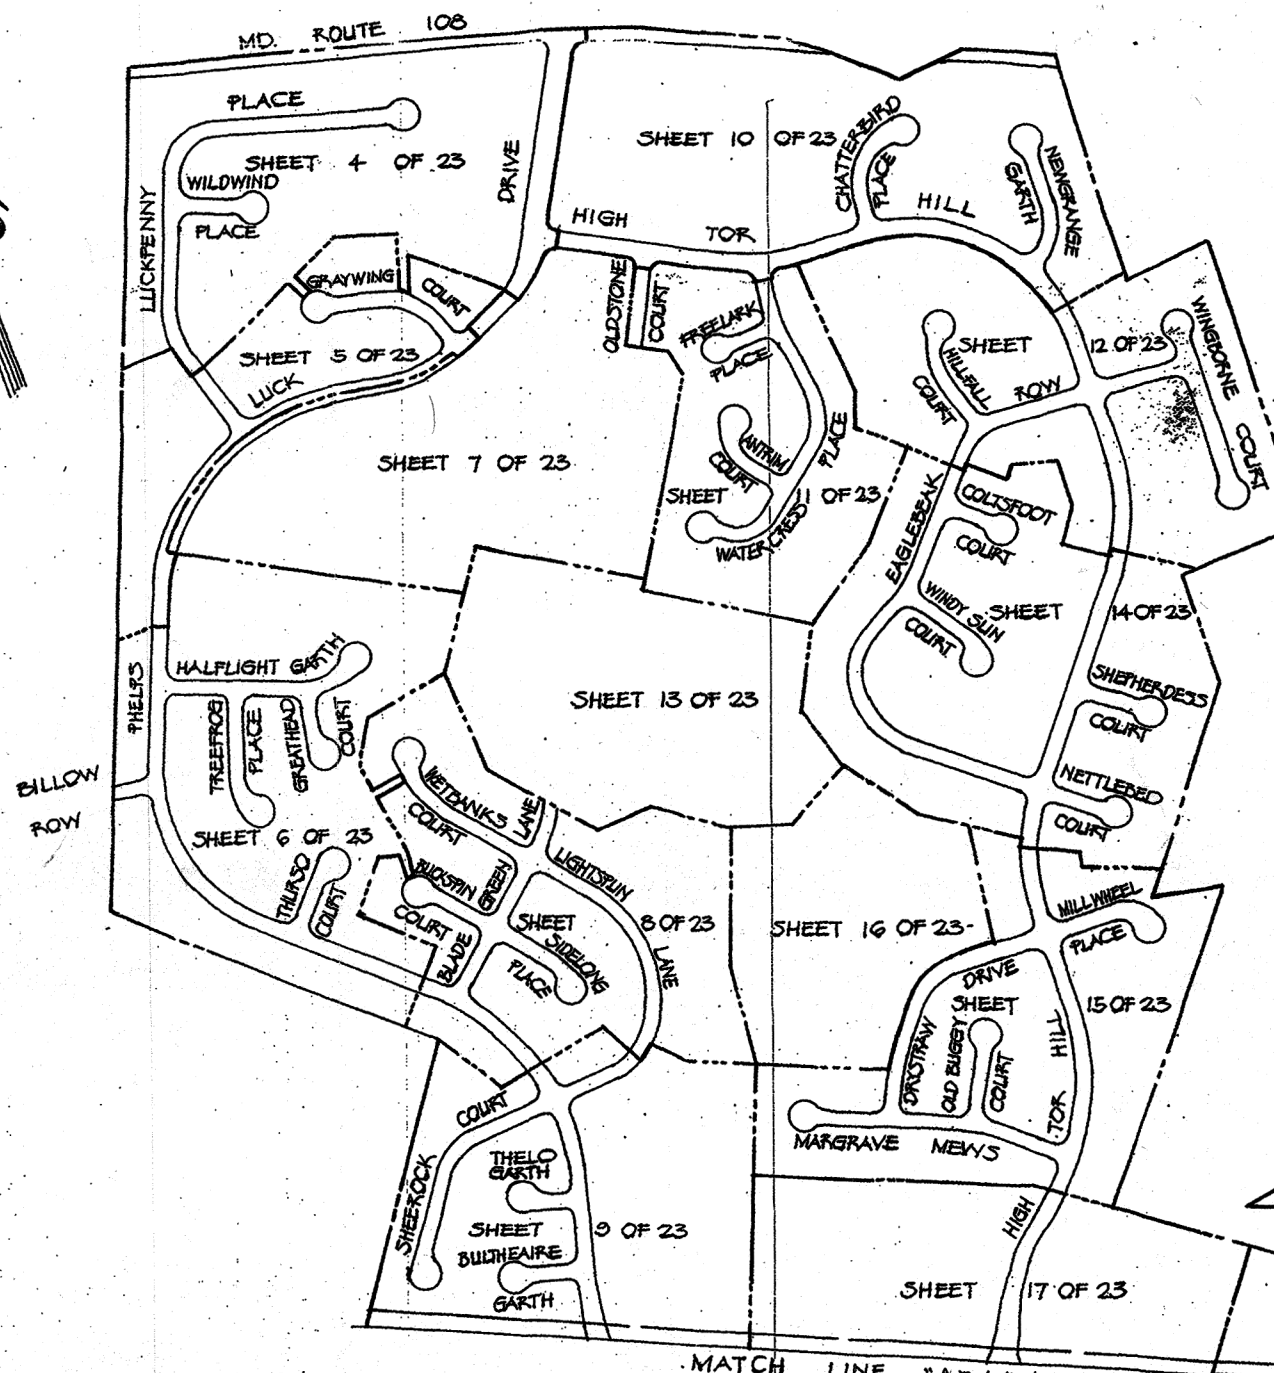 MD. ROUTE 108
PLACE
SHEET 4 OF 23
WILDWIND
PLACE
LUCKPENNY
DRIVE
SHEET 10 OF 23
CHATTERBIRD
PLACE
NEWGRANGE
GARTH
HIGH TOR HILL
GRAYWING
COURT
SHEET 5 OF 23
LUCK
OLDSTONE
COURT
FREELARK
PLACE
SHEET 12 OF 23
HILLFALL
COURT
ROW
WINGBORNE COURT
SHEET 7 OF 23
ANTRIM
COURT
PLACE
SHEET 11 OF 23
WATERCRESS
EAGLEBEAK
COLTSFOOT
COURT
WINDY SUN
COURT
SHEET 14 OF 23
HALFLIGHT GARTH
PHELPS
TREEFROG
PLACE
GREATHEAD
COURT
SHEET 13 OF 23
SHEPHERDESS
COURT
NETTLEBED
COURT
BILLOW
ROW
SHEET 6 OF 23
THURSO
COURT
WETBANKS
COURT
LANE
GREEN
BUCKSPIN
COURT
BLADE
LIGHTSPUN
LANE
SHEET 8 OF 23
SIDELONG
PLACE
SHEET 16 OF 23
MILLWHEEL
PLACE
DRIVE
SHEET 15 OF 23
DRYSTRAW
OLD BUGGY
COURT
HILL
TOR
MARGRAVE MEWS
COURT
SHEEROCK
THELO
GARTH
SHEET 9 OF 23
BULTHEAIRE
GARTH
HIGH
SHEET 17 OF 23
MATCH LINE